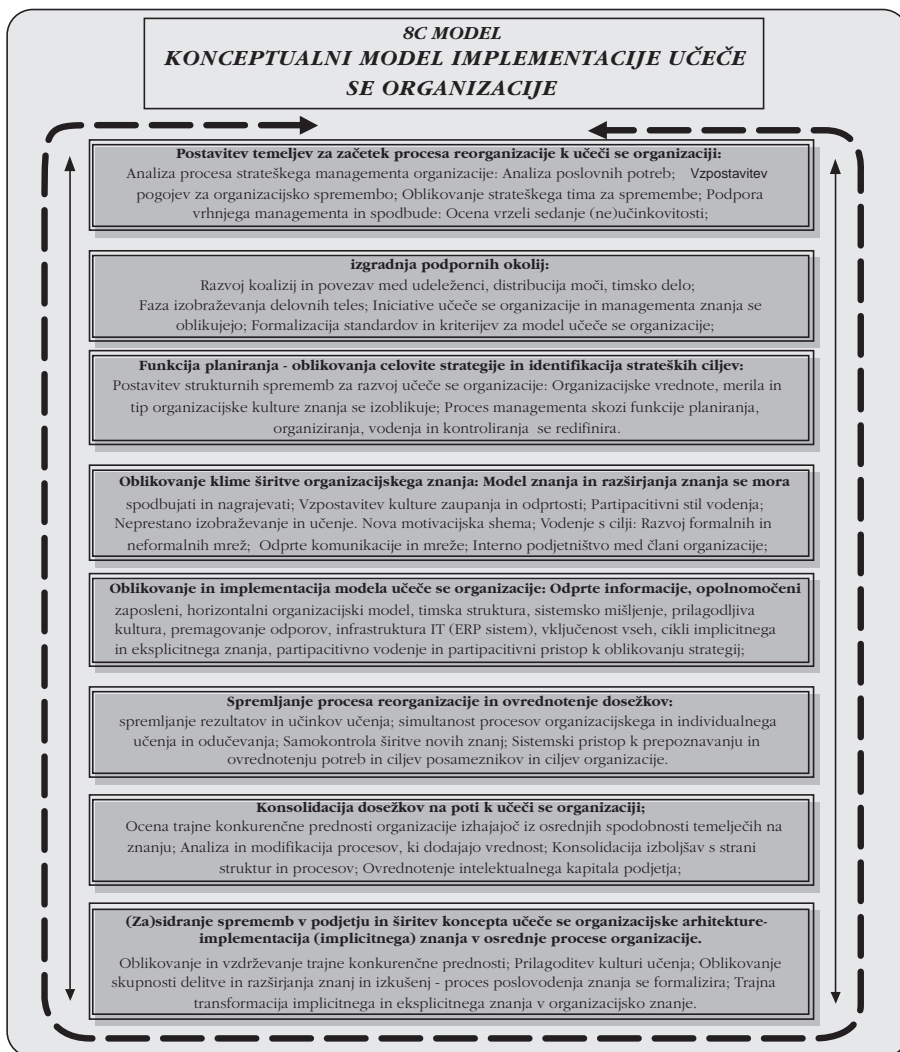 8C MODEL
KONCEPTUALNI MODEL IMPLEMENTACIJE UČEČE
SE ORGANIZACIJE
Postavitev temeljev za začetek procesa reorganizacije k učeči se organizaciji:
Analiza procesa strateškega managementa organizacije: Analiza poslovnih potreb; Vzpostavitev
pogojev za organizacijsko spremembo; Oblikovanje strateškega tima za spremembe; Podpora
vrhnjega managementa in spodbude: Ocena vrzeli sedanje (ne)učinkovitosti;
izgradnja podpornih okolij:
Razvoj koalizij in povezav med udeleženci, distribucija moči, timsko delo;
Faza izobraževanja delovnih teles; Iniciative učeče se organizacije in managementa znanja se
oblikujejo; Formalizacija standardov in kriterijev za model učeče se organizacije;
Funkcija planiranja - oblikovanja celovite strategije in identifikacija strateških ciljev:
Postavitev strukturnih sprememb za razvoj učeče se organizacije: Organizacijske vrednote, merila in
tip organizacijske kulture znanja se izoblikuje; Proces managementa skozi funkcije planiranja,
organiziranja, vodenja in kontroliranja se redifinira.
Oblikovanje klime širitve organizacijskega znanja: Model znanja in razširjanja znanja se mora
spodbujati in nagrajevati; Vzpostavitev kulture zaupanja in odprtosti; Partipacitivni stil vodenja;
Neprestano izobraževanje in učenje. Nova motivacijska shema; Vodenje s cilji: Razvoj formalnih in
neformalnih mrež; Odprte komunikacije in mreže; Interno podjetništvo med člani organizacije;
Oblikovanje in implementacija modela učeče se organizacije: Odprte informacije, opolnomočeni
zaposleni, horizontalni organizacijski model, timska struktura, sistemsko mišljenje, prilagodljiva
kultura, premagovanje odporov, infrastruktura IT (ERP sistem), vključenost vseh, cikli implicitnega
in eksplicitnega znanja, partipacitivno vodenje in partipacitivni pristop k oblikovanju strategij;
Spremljanje procesa reorganizacije in ovrednotenje dosežkov:
spremljanje rezultatov in učinkov učenja; simultanost procesov organizacijskega in individualnega
učenja in odučevanja; Samokontrola širitve novih znanj; Sistemski pristop k prepoznavanju in
ovrednotenju potreb in ciljev posameznikov in ciljev organizacije.
Konsolidacija dosežkov na poti k učeči se organizaciji;
Ocena trajne konkurenčne prednosti organizacije izhajajoč iz osrednjih spodobnosti temelječih na
znanju; Analiza in modifikacija procesov, ki dodajajo vrednost; Konsolidacija izboljšav s strani
struktur in procesov; Ovrednotenje intelektualnega kapitala podjetja;
(Za)sidranje sprememb v podjetju in širitev koncepta učeče se organizacijske arhitekture-
implementacija (implicitnega) znanja v osrednje procese organizacije.
Oblikovanje in vzdrževanje trajne konkurenčne prednosti; Prilagoditev kulturi učenja; Oblikovanje
skupnosti delitve in razširjanja znanj in izkušenj - proces poslovodenja znanja se formalizira; Trajna
transformacija implicitnega in eksplicitnega znanja v organizacijsko znanje.